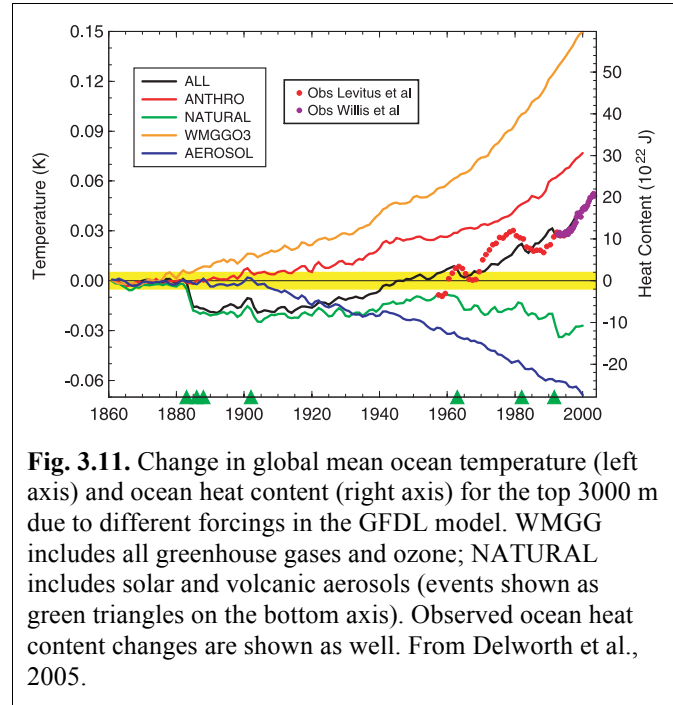 0.15
0.12
0.09
0.06
0.03
0.00
-0.03
-0.06
Temperature (K)
ALL
ANTHRO
NATURAL
WMGGO3
AEROSOL
Obs Levitus et al
Obs Willis et al
50
40
30
20
10
0
-10
-20
Heat Content (10²² J)
1860 1880 1900 1920 1940 1960 1980 2000
Fig. 3.11. Change in global mean ocean temperature (left
axis) and ocean heat content (right axis) for the top 3000 m
due to different forcings in the GFDL model. WMGG
includes all greenhouse gases and ozone; NATURAL
includes solar and volcanic aerosols (events shown as
green triangles on the bottom axis). Observed ocean heat
content changes are shown as well. From Delworth et al.,
2005.